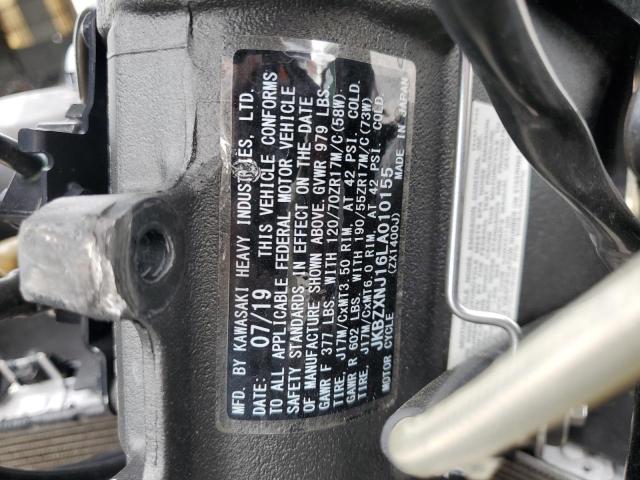 MFD. BY KAWASAKI HEAVY INDUSTRIES, LTD.
DATE: 07/19 THIS VEHICLE CONFORMS
TO ALL APPLICABLE FEDERAL MOTOR VEHICLE
SAFETY STANDARDS IN EFFECT ON THE DATE
OF MANUFACTURE SHOWN ABOVE. GVWR 979 LBS.
GAWR F 377 LBS. WITH 120/70ZR17M/C(58W)
TIRE, J17M/CxMT3.50 RIM, AT 42 PSI. COLD.
GAWR R 602 LBS. WITH 190/55ZR17M/C(73W)
TIRE, J17M/CxMT6.0 RIM, AT 42 PSI. COLD
JKBZXNJ16LA010155
MOTOR CYCLE (ZX1400J) MADE IN JAPAN